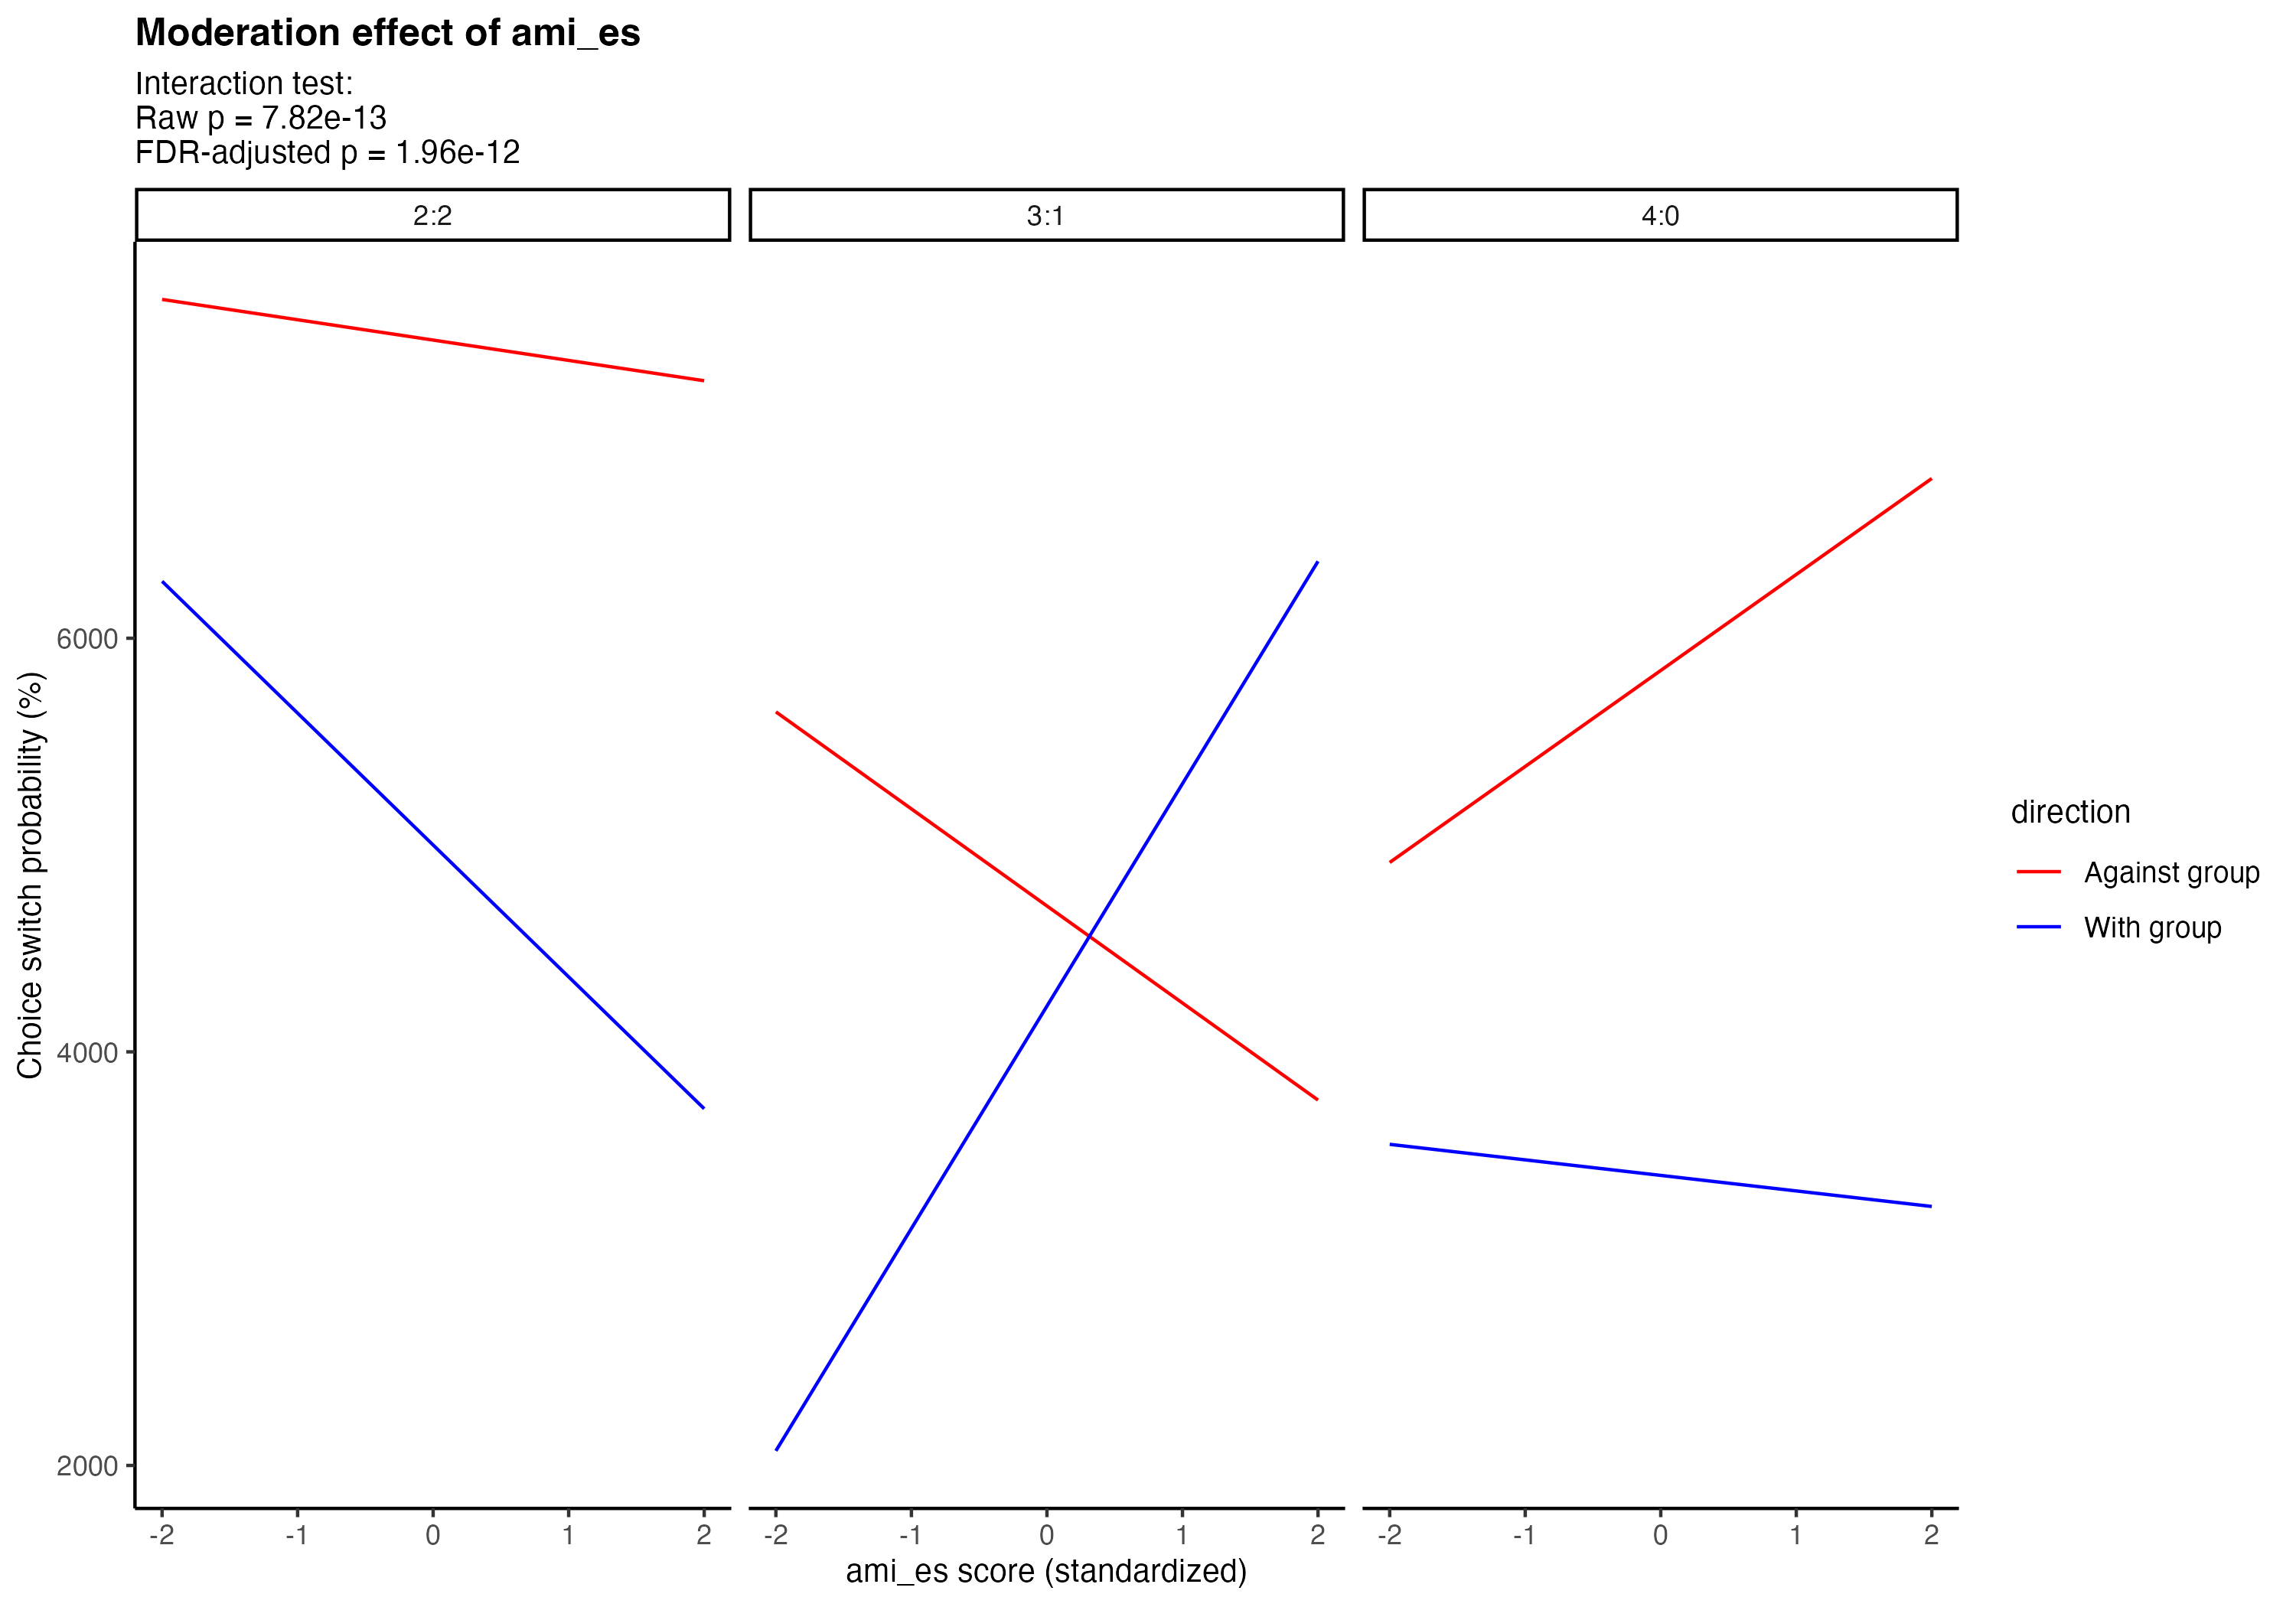 Moderation effect of ami_es
Interaction test:
Raw p = 7.82e-13
FDR-adjusted p = 1.96e-12
2:2
3:1
4:0
Choice switch probability (%)
6000
4000
2000
-2 -1 0 1 2
-2 -1 0 1 2
-2 -1 0 1 2
ami_es score (standardized)
direction
Against group
With group